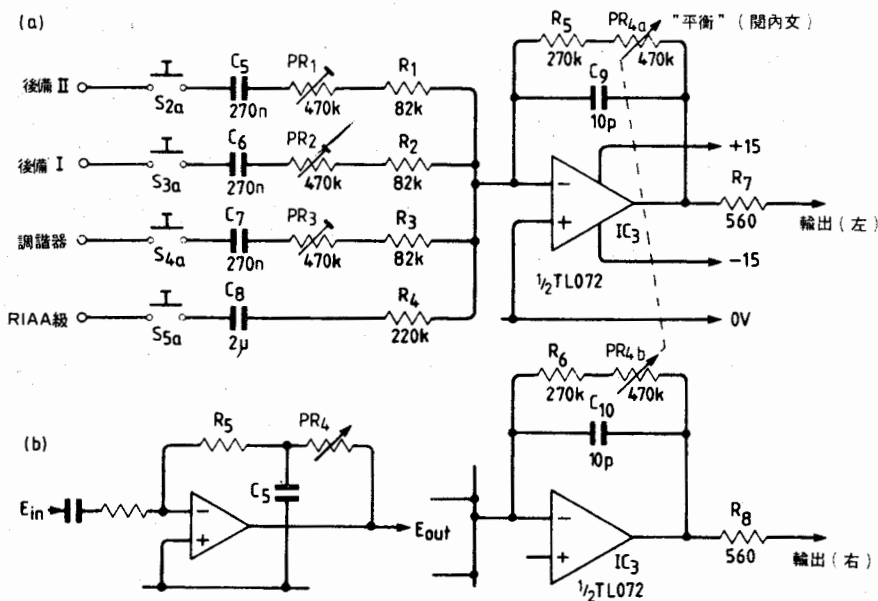 (a)
後備 II
S2a
C5
270n
PR1
470k
R1
82k
後備 I
S3a
C6
270n
PR2
470k
R2
82k
調諧器
S4a
C7
270n
PR3
470k
R3
82k
RIAA級
S5a
C8
2μ
R4
220k
R5
270k
PR4a
470k
"平衡"(閱內文)
C9
10p
−
+
IC3
1/2TL072
+15
−15
0V
R7
560
輸出(左)
R6
270k
PR4b
470k
C10
10p
−
+
IC3
1/2TL072
R8
560
輸出(右)
(b)
Ein
R5
PR4
C5
−
+
Eout